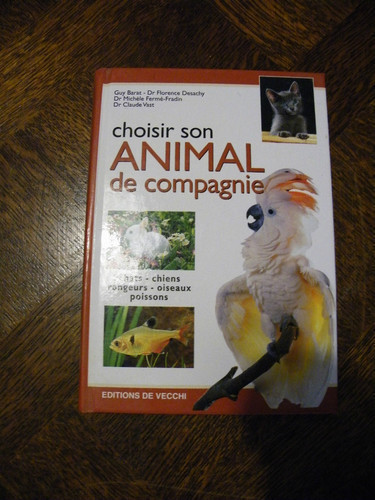 Guy Barat - Dr Florence Desachy
Dr Michèle Fermé-Fradin
Dr Claude Vast
choisir son
ANIMAL
de compagnie
chats - chiens
rongeurs - oiseaux
poissons
EDITIONS DE VECCHI